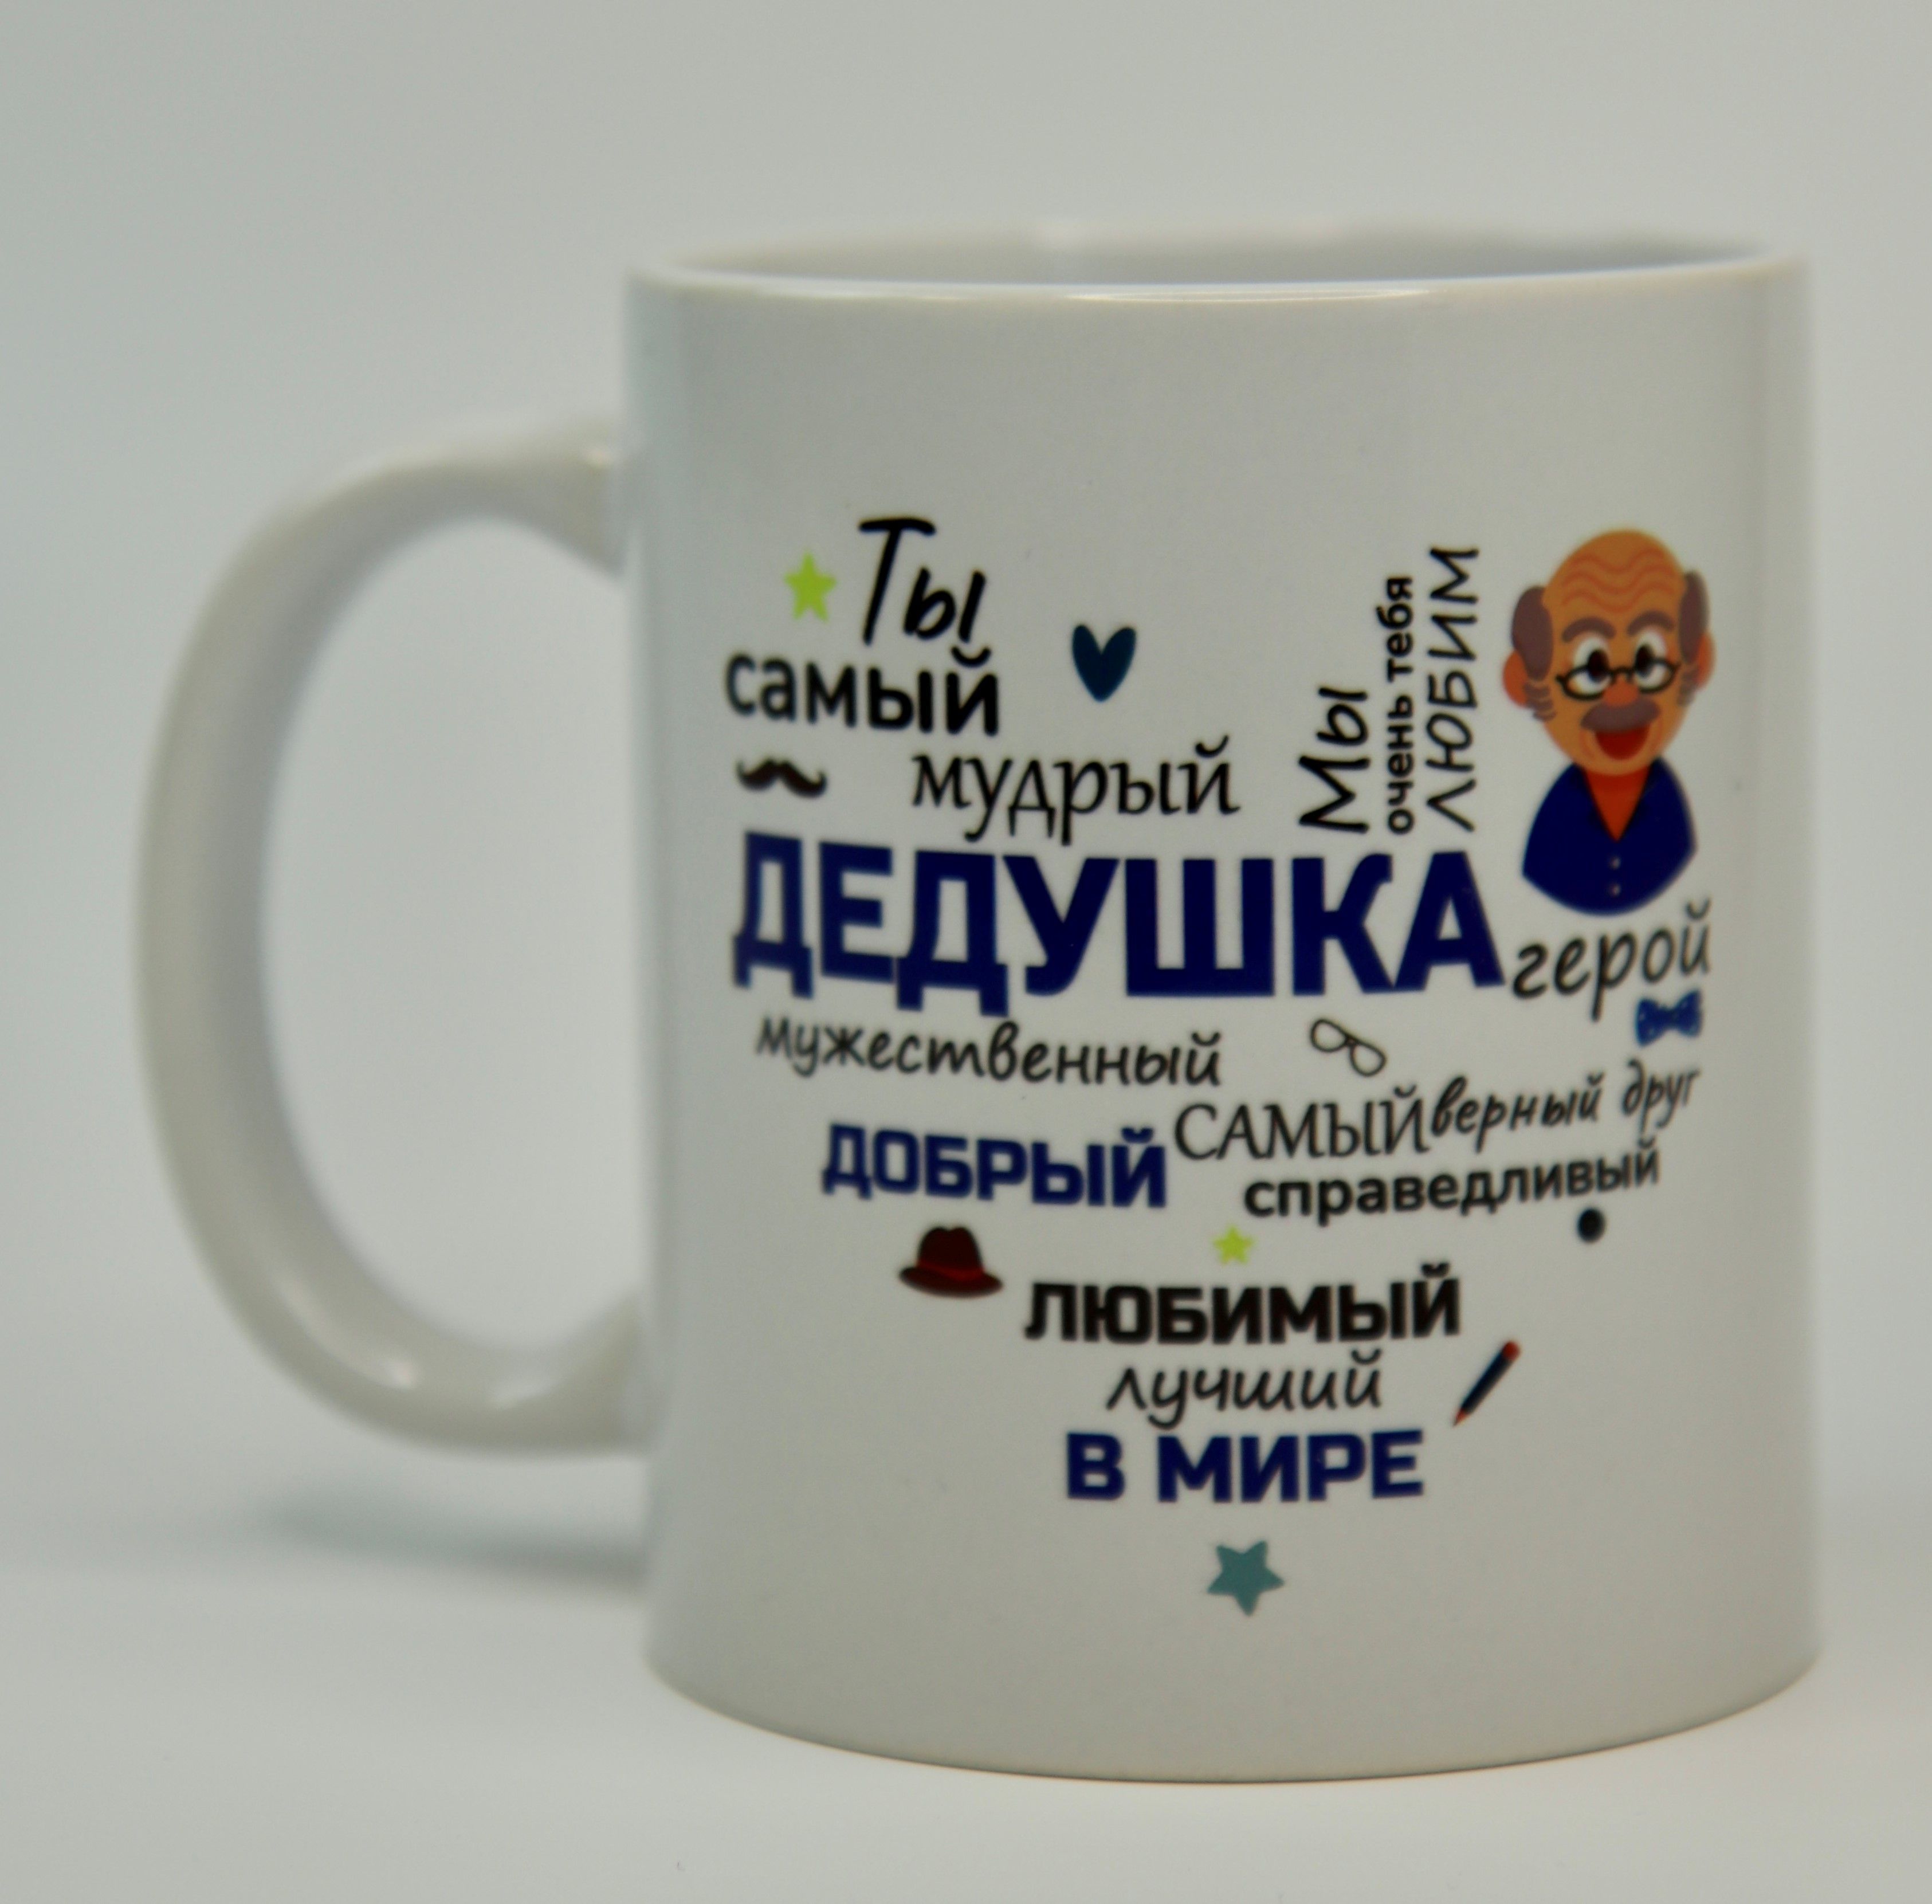 Ты
самый
мудрый
Мы
очень тебя
ЛЮБИМ
ДЕДУШКА
герой
мужественный
САМЫЙ
верный друг
ДОБРЫЙ
справедливый
ЛЮБИМЫЙ
лучший
В МИРЕ